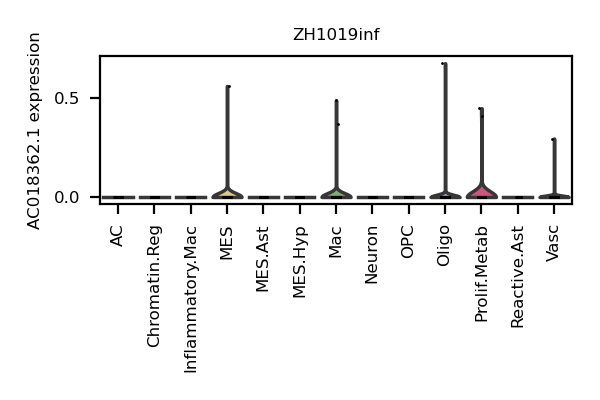 ZH1019inf
AC018362.1 expression
0.5
0.0
AC
Chromatin.Reg
Inflammatory.Mac
MES
MES.Ast
MES.Hyp
Mac
Neuron
OPC
Oligo
Prolif.Metab
Reactive.Ast
Vasc